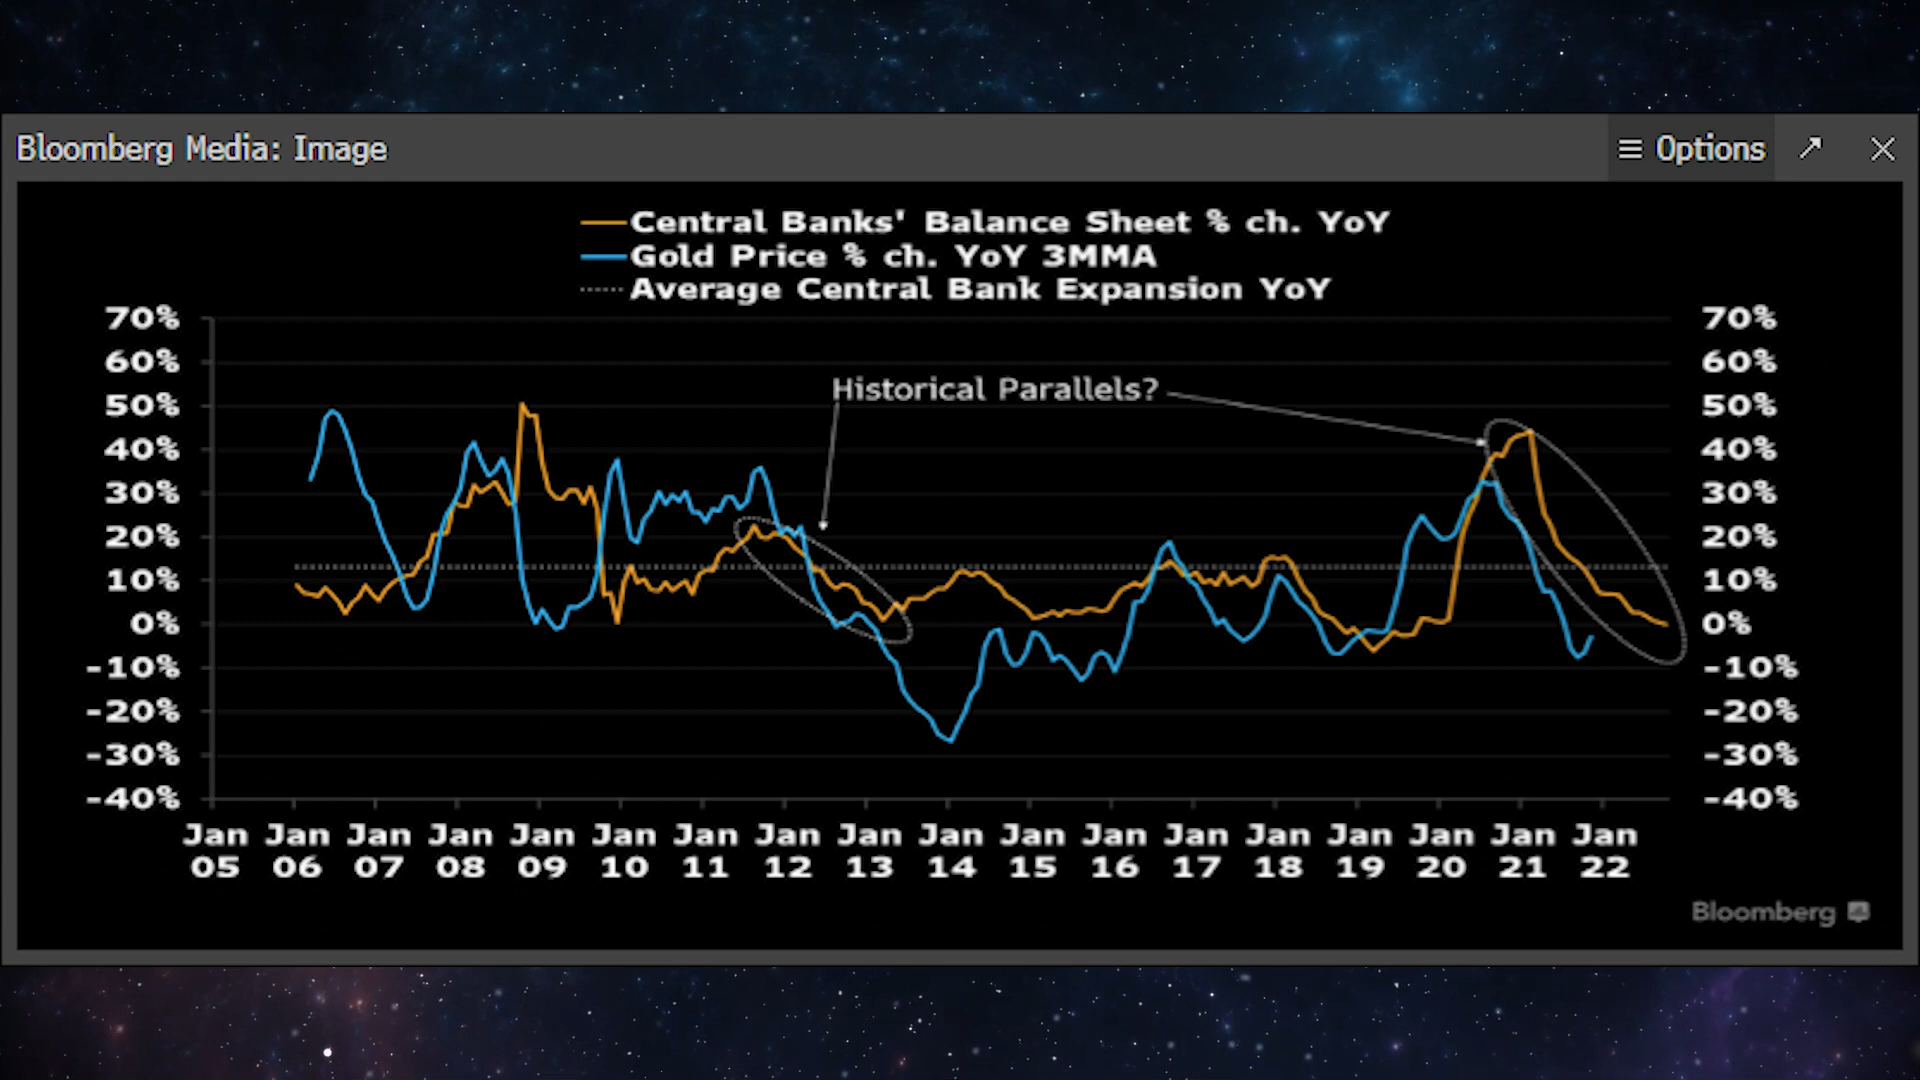 Bloomberg Media: Image
Options
Central Banks' Balance Sheet % ch. YoY
Gold Price % ch. YoY 3MMA
Average Central Bank Expansion YoY
70% 70%
60% 60%
Historical Parallels?
50% 50%
40% 40%
30% 30%
20% 20%
10% 10%
0% 0%
-10% -10%
-20% -20%
-30% -30%
-40% -40%
Jan Jan Jan Jan Jan Jan Jan Jan Jan Jan Jan Jan Jan Jan Jan Jan Jan Jan
05 06 07 08 09 10 11 12 13 14 15 16 17 18 19 20 21 22
Bloomberg